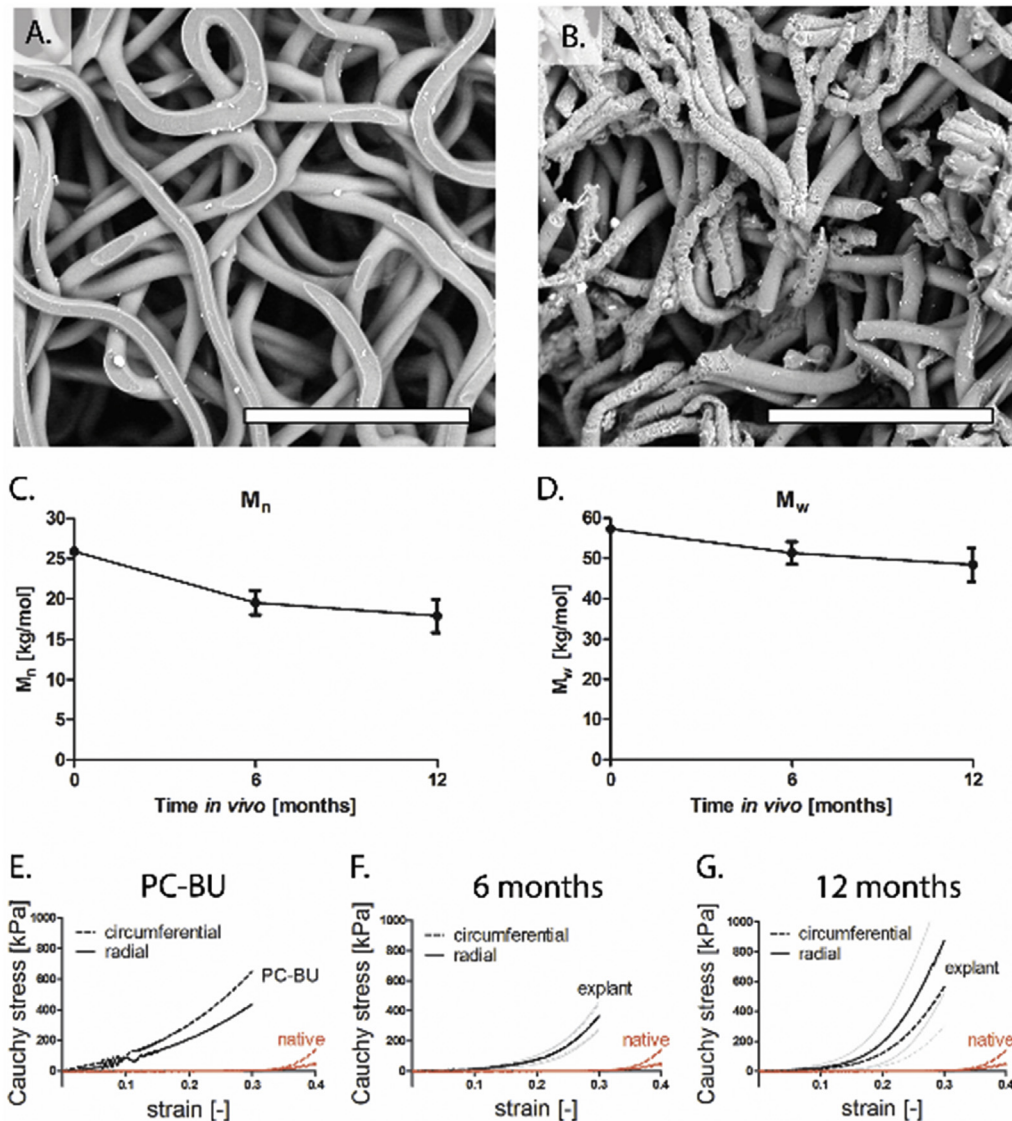 A.
B.
C.
M_n
M_n [kg/mol]
30
25
20
15
10
5
0
0
6
12
Time in vivo [months]
D.
M_w
M_w [kg/mol]
60
50
40
30
20
10
0
0
6
12
Time in vivo [months]
E.
PC-BU
Cauchy stress [kPa]
1000
800
600
400
200
0
circumferential
radial
PC-BU
native
0.1
0.2
0.3
0.4
strain [-]
F.
6 months
Cauchy stress [kPa]
1000
800
600
400
200
0
circumferential
radial
explant
native
0.1
0.2
0.3
0.4
strain [-]
G.
12 months
Cauchy stress [kPa]
1000
800
600
400
200
0
circumferential
radial
explant
native
0.1
0.2
0.3
0.4
strain [-]